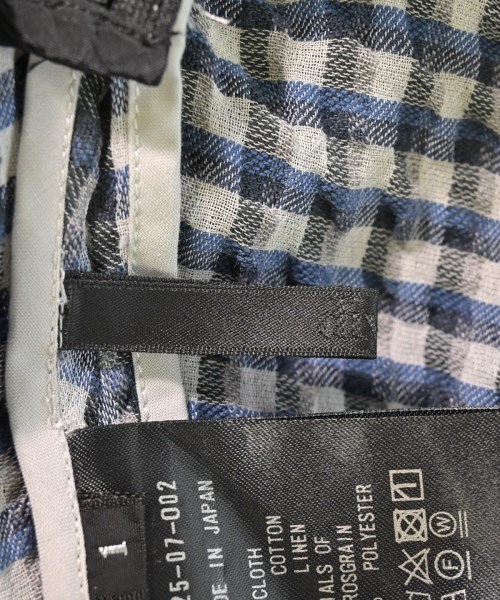 1
25-07-002
DE IN JAPAN
CLOTH
COTTON
LINEN
ALS OF
ROSGRAIN
POLYESTER
W
F
A